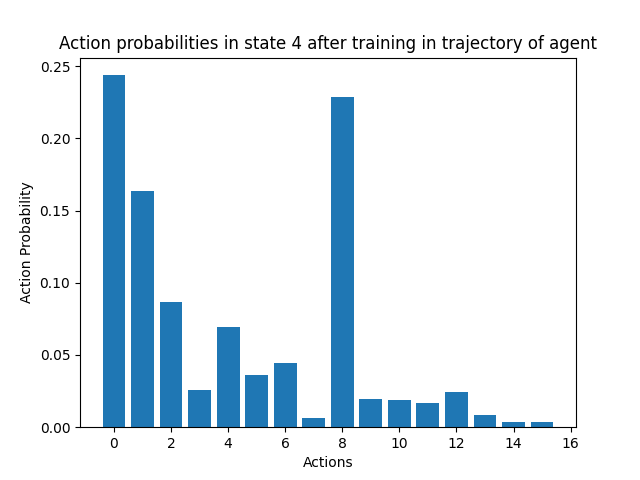 Action probabilities in state 4 after training in trajectory of agent
0.25
0.20
0.15
0.10
0.05
0.00
Action Probability
0 2 4 6 8 10 12 14 16
Actions